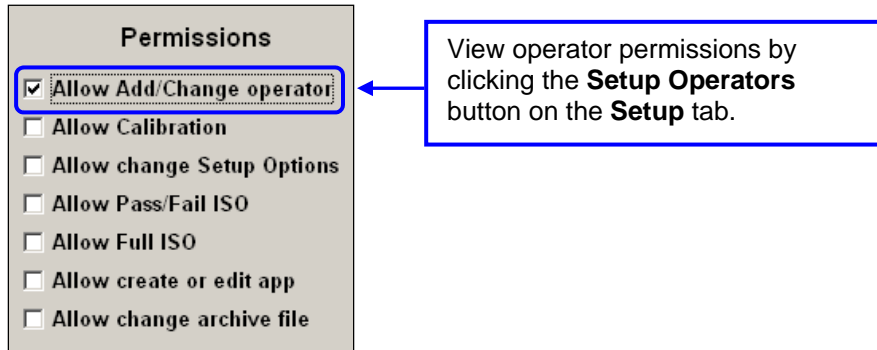 Permissions
Allow Add/Change operator
Allow Calibration
Allow change Setup Options
Allow Pass/Fail ISO
Allow Full ISO
Allow create or edit app
Allow change archive file
View operator permissions by
clicking the Setup Operators
button on the Setup tab.